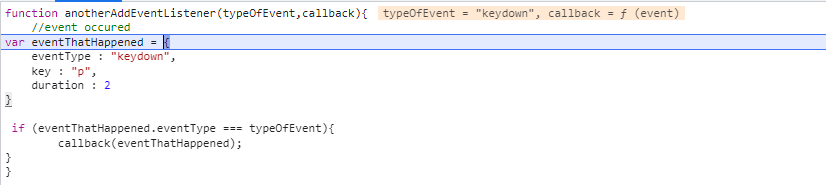 function anotherAddEventListener(typeOfEvent,callback){ typeOfEvent = "keydown", callback = ƒ (event)
//event occured
var eventThatHappened = {
eventType : "keydown",
key : "p",
duration : 2
}
if (eventThatHappened.eventType === typeOfEvent){
callback(eventThatHappened);
}
}